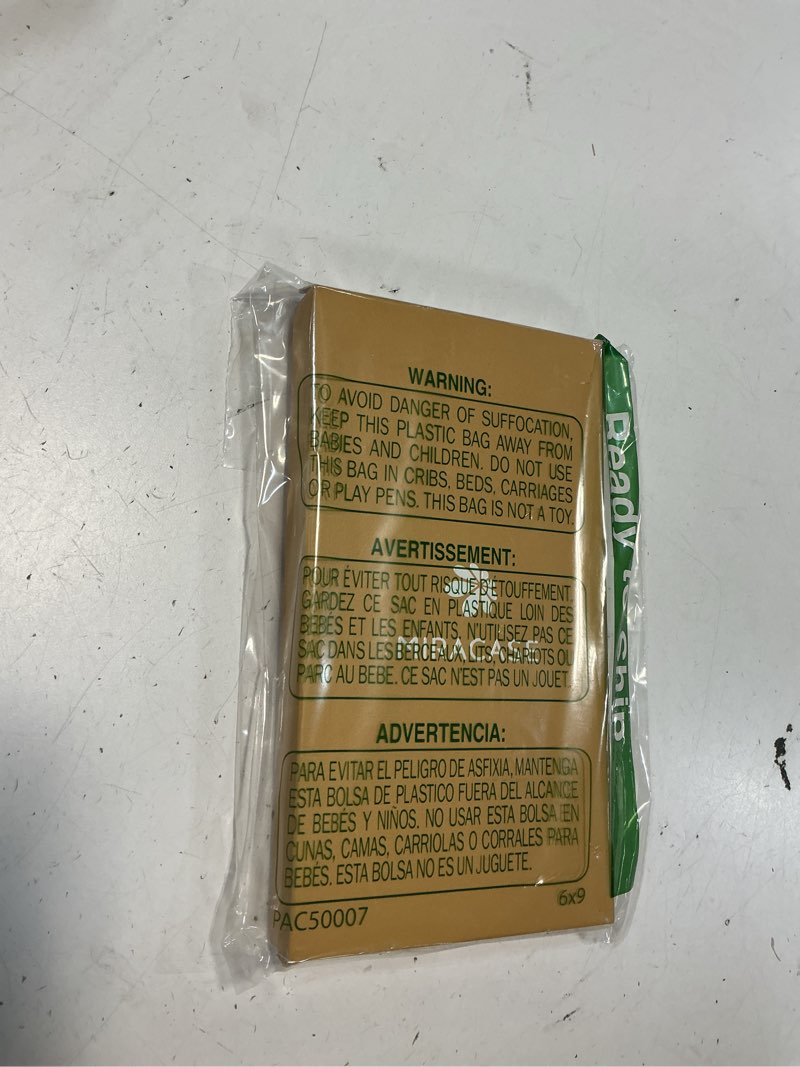 WARNING:
TO AVOID DANGER OF SUFFOCATION,
KEEP THIS PLASTIC BAG AWAY FROM
BABIES AND CHILDREN. DO NOT USE
THIS BAG IN CRIBS, BEDS, CARRIAGES
OR PLAY PENS. THIS BAG IS NOT A TOY.
AVERTISSEMENT:
POUR ÉVITER TOUT RISQUE D'ÉTOUFFEMENT,
GARDEZ CE SAC EN PLASTIQUE LOIN DES
BÉBÉS ET LES ENFANTS. N'UTILISEZ PAS CE
SAC DANS LES BERCEAUX, LITS, CHARIOTS OU
PARC AU BEBE. CE SAC N'EST PAS UN JOUET.
ADVERTENCIA:
PARA EVITAR EL PELIGRO DE ASFIXIA, MANTENGA
ESTA BOLSA DE PLASTICO FUERA DEL ALCANCE
DE BEBÉS Y NIÑOS. NO USAR ESTA BOLSA EN
CUNAS, CAMAS, CARRIOLAS O CORRALES PARA
BEBÉS. ESTA BOLSA NO ES UN JUGUETE.
PAC50007
6x9
Ready to ship